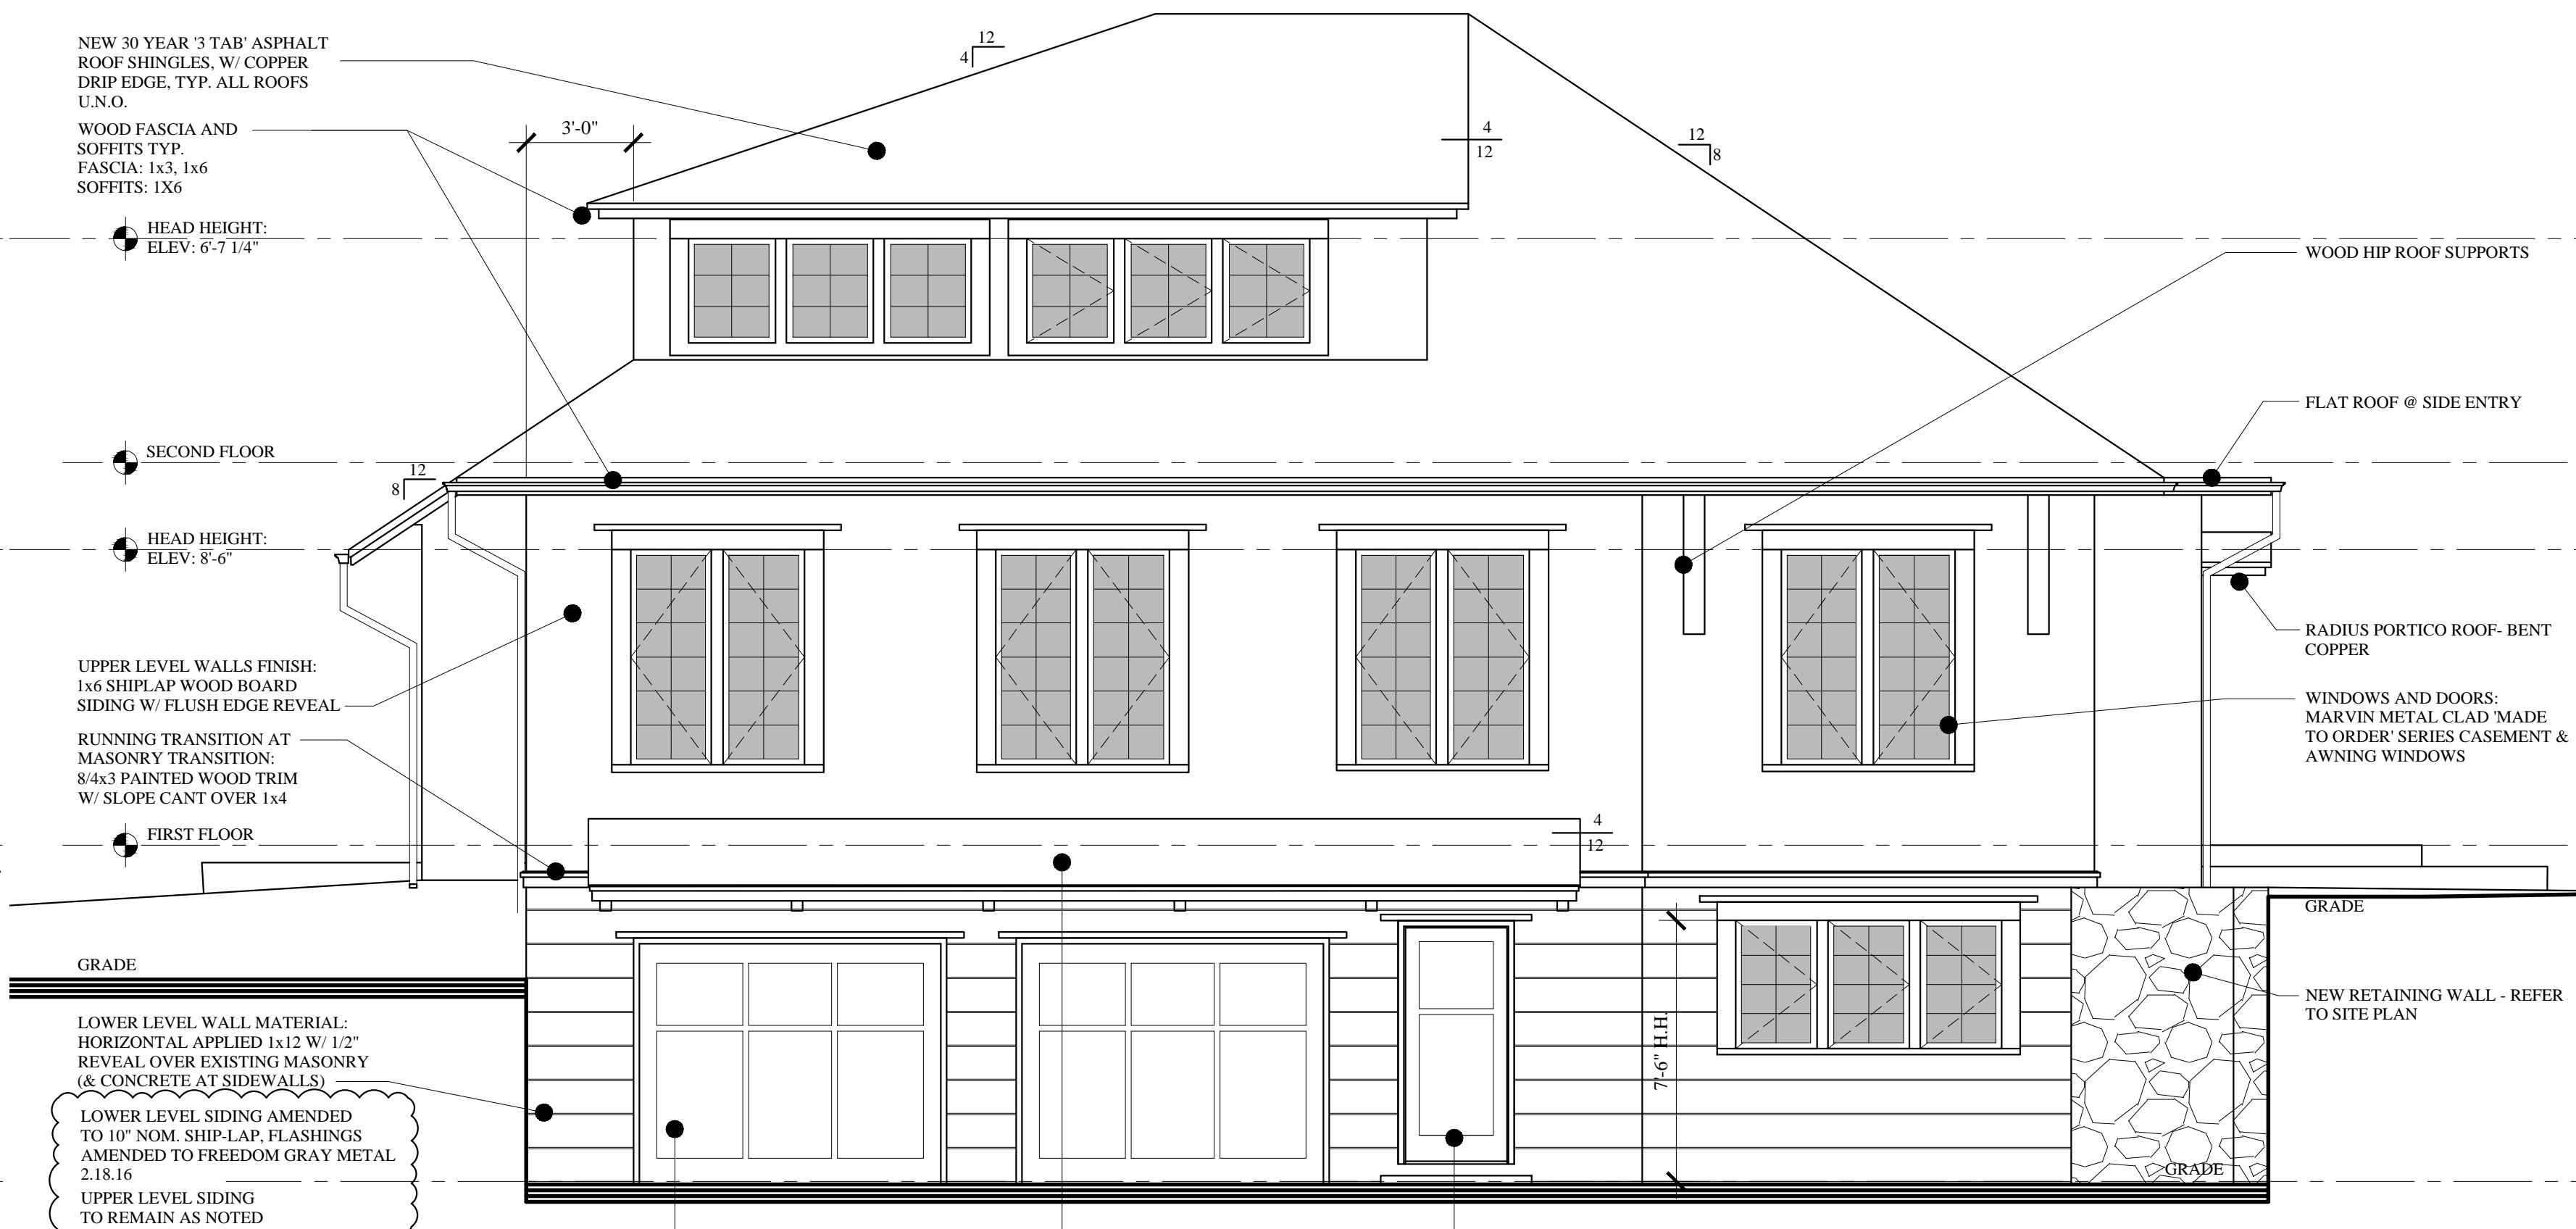 NEW 30 YEAR '3 TAB' ASPHALT
ROOF SHINGLES, W/ COPPER
DRIP EDGE, TYP. ALL ROOFS
U.N.O.
WOOD FASCIA AND
SOFFITS TYP.
FASCIA: 1x3, 1x6
SOFFITS: 1X6
HEAD HEIGHT:
ELEV: 6'-7 1/4"
SECOND FLOOR
HEAD HEIGHT:
ELEV: 8'-6"
UPPER LEVEL WALLS FINISH:
1x6 SHIPLAP WOOD BOARD
SIDING W/ FLUSH EDGE REVEAL
RUNNING TRANSITION AT
MASONRY TRANSITION:
8/4x3 PAINTED WOOD TRIM
W/ SLOPE CANT OVER 1x4
FIRST FLOOR
GRADE
LOWER LEVEL WALL MATERIAL:
HORIZONTAL APPLIED 1x12 W/ 1/2"
REVEAL OVER EXISTING MASONRY
(& CONCRETE AT SIDEWALLS)
LOWER LEVEL SIDING AMENDED
TO 10" NOM. SHIP-LAP, FLASHINGS
AMENDED TO FREEDOM GRAY METAL
2.18.16
UPPER LEVEL SIDING
TO REMAIN AS NOTED
3'-0"
12
4
4
12
12
8
12
8
4
12
7'-6" H.H.
WOOD HIP ROOF SUPPORTS
FLAT ROOF @ SIDE ENTRY
RADIUS PORTICO ROOF- BENT
COPPER
WINDOWS AND DOORS:
MARVIN METAL CLAD 'MADE
TO ORDER' SERIES CASEMENT &
AWNING WINDOWS
GRADE
NEW RETAINING WALL - REFER
TO SITE PLAN
GRADE